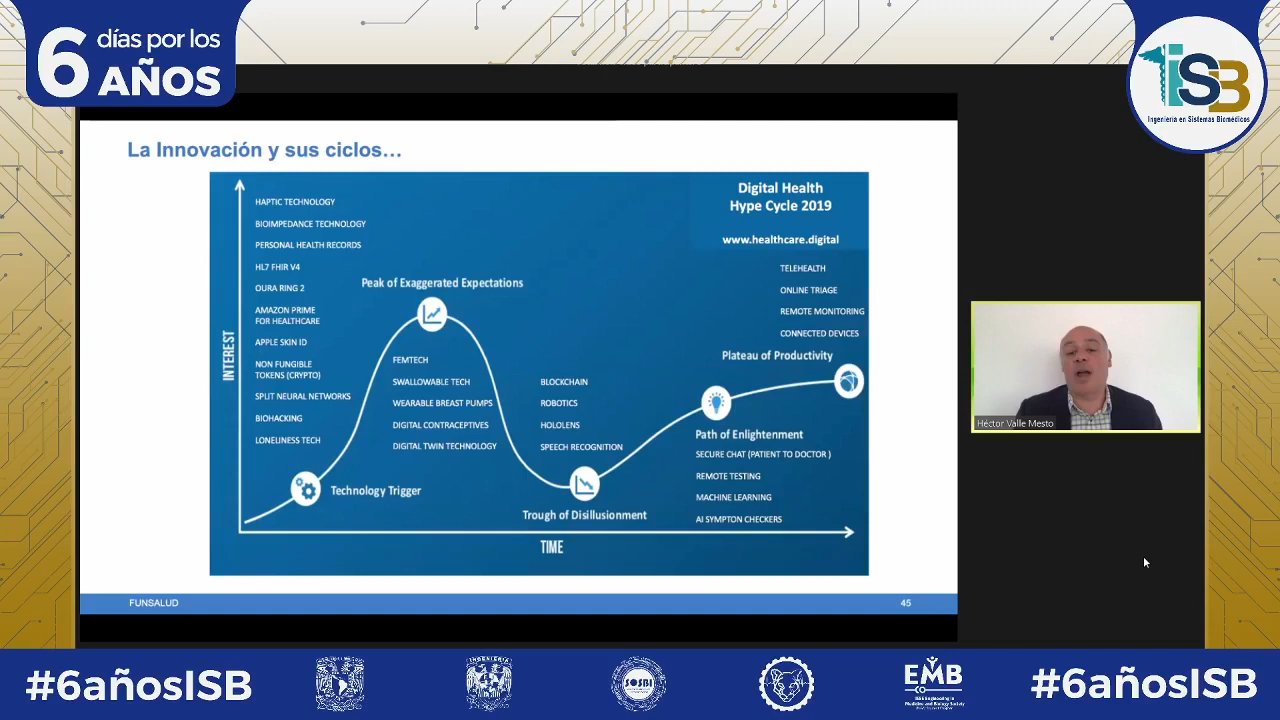 6 días por los
AÑOS
iSB
Ingeniería en Sistemas Biomédicos
La Innovación y sus ciclos...
Digital Health
Hype Cycle 2019
www.healthcare.digital
INTEREST
HAPTIC TECHNOLOGY
BIOIMPEDANCE TECHNOLOGY
PERSONAL HEALTH RECORDS
HL7 FHIR V4
OURA RING 2
AMAZON PRIME
FOR HEALTHCARE
APPLE SKIN ID
NON FUNGIBLE
TOKENS (CRYPTO)
SPLIT NEURAL NETWORKS
BIOHACKING
LONELINESS TECH
Technology Trigger
Peak of Exaggerated Expectations
FEMTECH
SWALLOWABLE TECH
WEARABLE BREAST PUMPS
DIGITAL CONTRACEPTIVES
DIGITAL TWIN TECHNOLOGY
BLOCKCHAIN
ROBOTICS
HOLOLENS
SPEECH RECOGNITION
Trough of Disillusionment
TELEHEALTH
ONLINE TRIAGE
REMOTE MONITORING
CONNECTED DEVICES
Plateau of Productivity
Path of Enlightenment
SECURE CHAT (PATIENT TO DOCTOR )
REMOTE TESTING
MACHINE LEARNING
AI SYMPTON CHECKERS
TIME
FUNSALUD
45
Héctor Valle Mesto
#6añosISB
INGENIERIA
SOSBI
EMB
#6añosISB